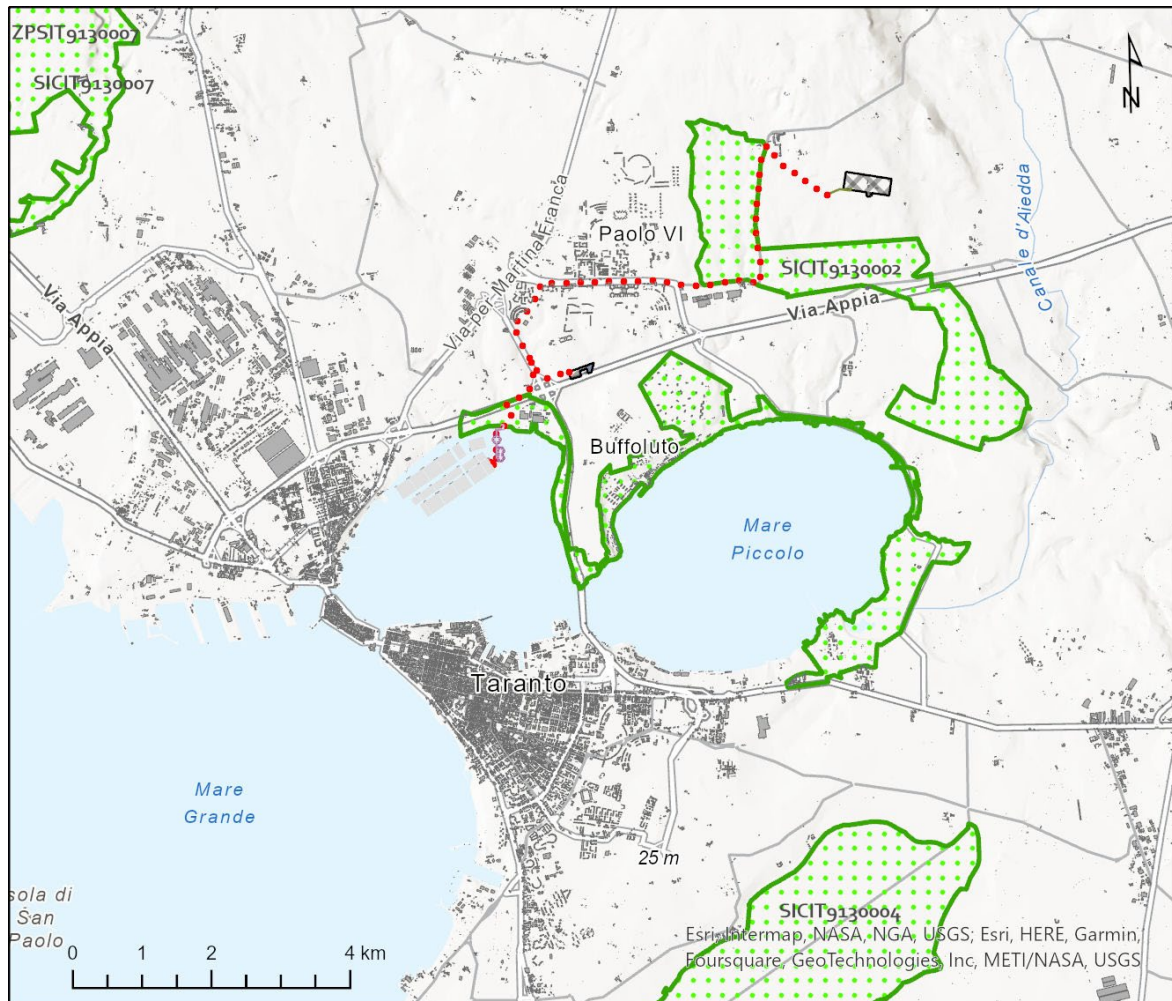 ZPSIT9130007
SICIT9130007
N
Canale d'Aiedda
Via per Martina Franca
Paolo VI
SICIT9130002
Via Appia
Via Appia
Buffoluto
Mare
Piccolo
Taranto
Mare
Grande
25 m
sola di
San
Paolo
SICIT9130004
Esri, Intermap, NASA, NGA, USGS; Esri, HERE, Garmin,
Foursquare, GeoTechnologies, Inc, METI/NASA, USGS
0 1 2 4 km